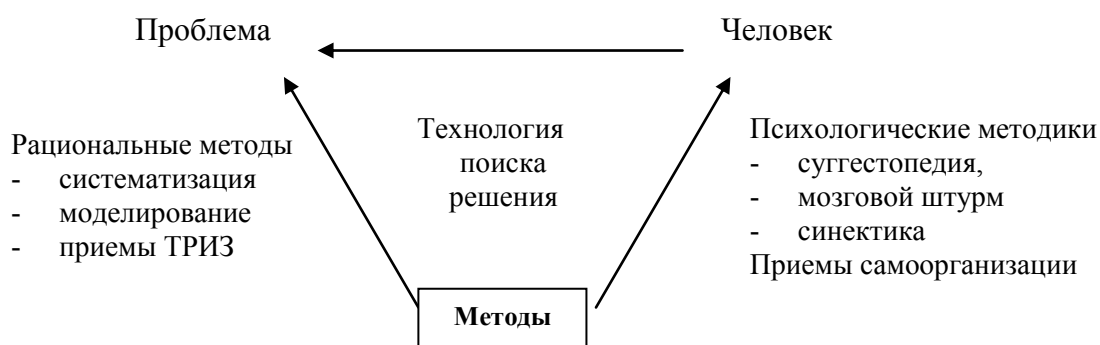 Проблема
Человек
Рациональные методы
- систематизация
- моделирование
- приемы ТРИЗ
Технология
поиска
решения
Психологические методики
- суггестопедия,
- мозговой штурм
- синектика
Приемы самоорганизации
Методы